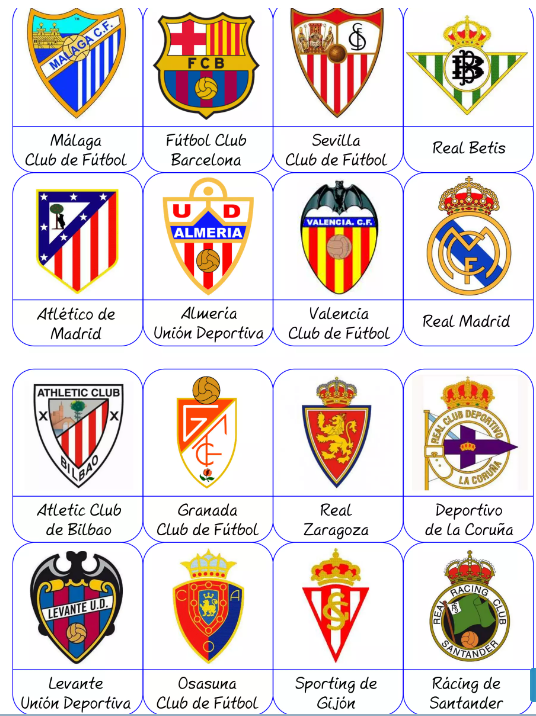 MALAGA C.F.
FCB
Málaga
Club de Fútbol
Fútbol Club
Barcelona
Sevilla
Club de Fútbol
Real Betis
UD
ALMERIA
VALENCIA. C.F.
Atlético de
Madrid
Almería
Unión Deportiva
Valencia
Club de Fútbol
Real Madrid
ATHLETIC CLUB
BILBAO
REAL CLUB DEPORTIVO
LA CORUÑA
Atletic Club
de Bilbao
Granada
Club de Fútbol
Real
Zaragoza
Deportivo
de la Coruña
LEVANTE U.D.
C A
O
REAL RACING CLUB
SANTANDER
Levante
Unión Deportiva
Osasuna
Club de Fútbol
Sporting de
Gijón
Rácing de
Santander